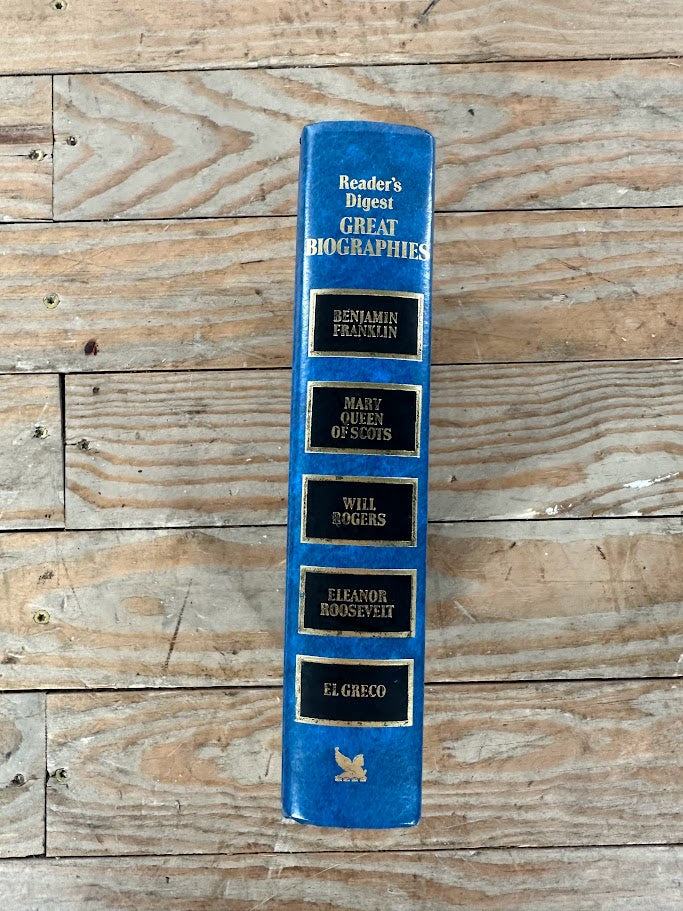 Reader's
Digest
GREAT
BIOGRAPHIES
BENJAMIN
FRANKLIN
MARY
QUEEN
OF SCOTS
WILL
ROGERS
ELEANOR
ROOSEVELT
EL GRECO